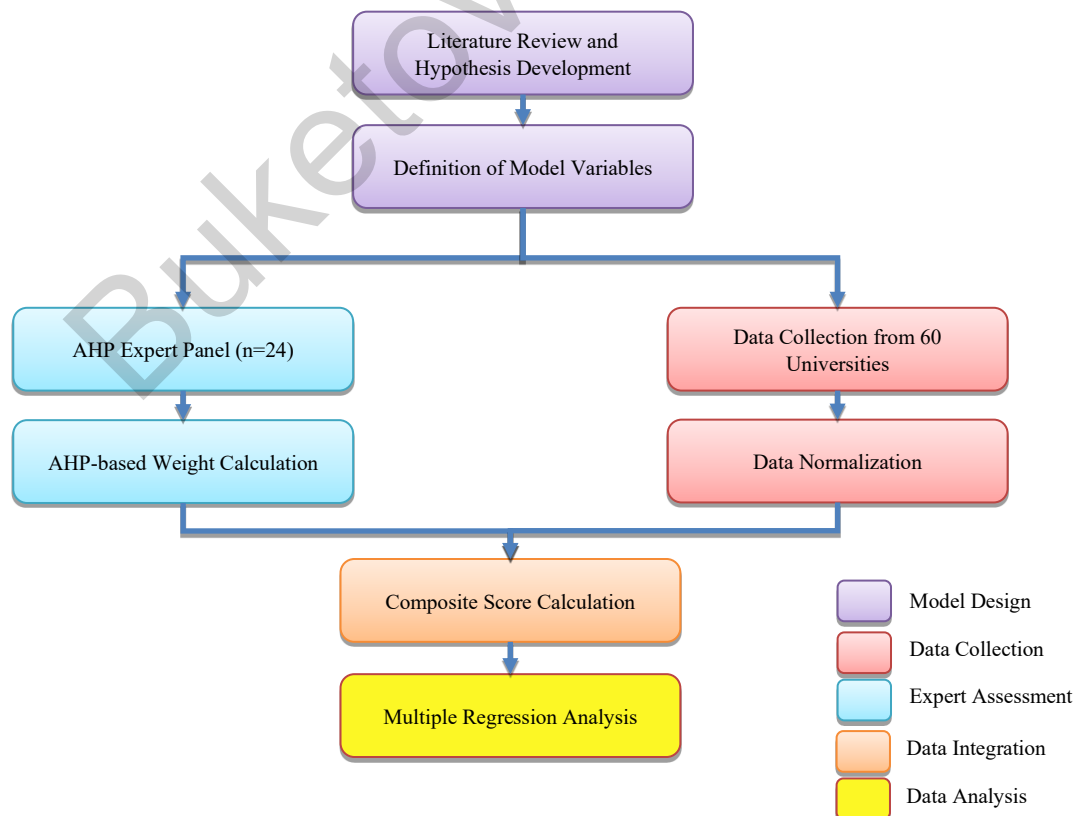 Literature Review and
Hypothesis Development
Definition of Model Variables
AHP Expert Panel (n=24)
Data Collection from 60
Universities
AHP-based Weight Calculation
Data Normalization
Composite Score Calculation
Multiple Regression Analysis
Model Design
Data Collection
Expert Assessment
Data Integration
Data Analysis
Buketov